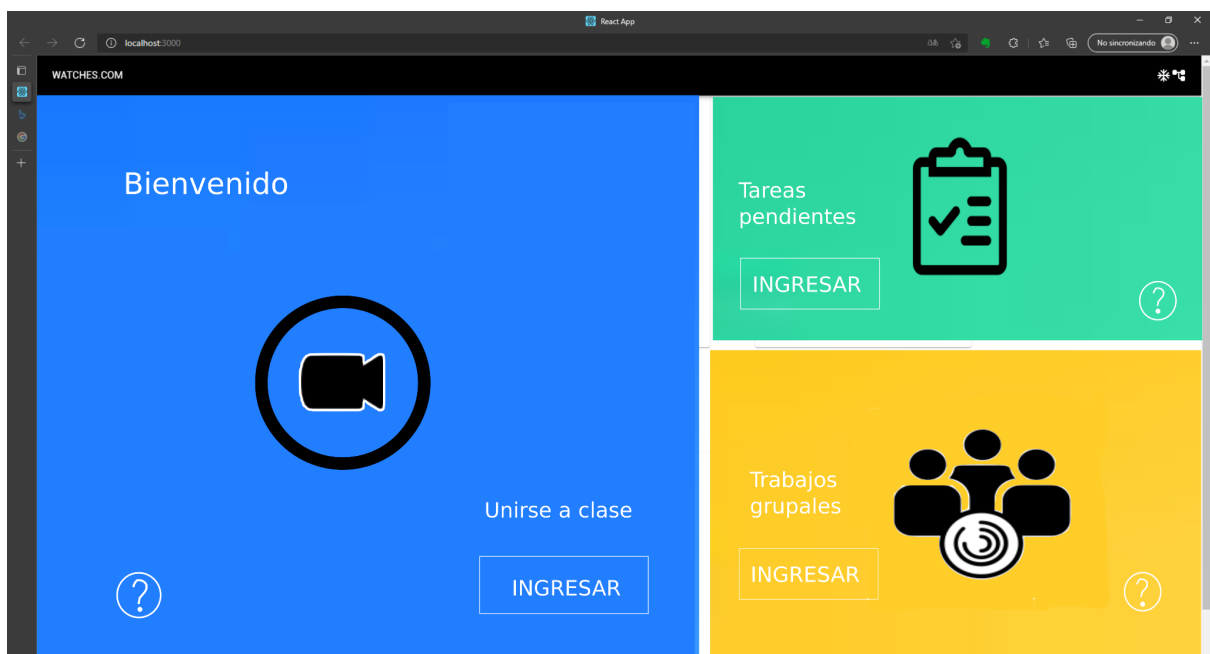 React App
localhost:3000
No sincronizando
WATCHES.COM
Bienvenido
Unirse a clase
INGRESAR
?
Tareas
pendientes
INGRESAR
?
Trabajos
grupales
INGRESAR
?